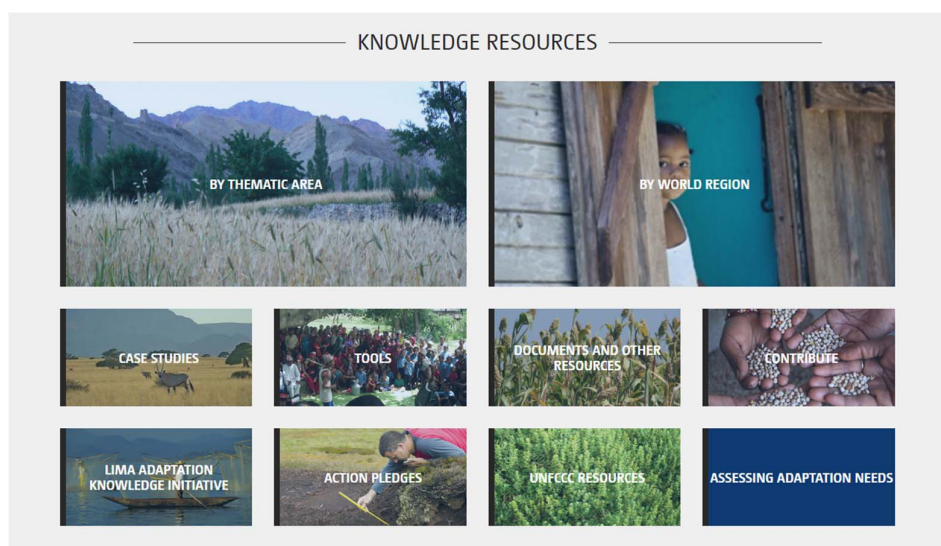 KNOWLEDGE RESOURCES
BY THEMATIC AREA
BY WORLD REGION
CASE STUDIES
TOOLS
DOCUMENTS AND OTHER
RESOURCES
CONTRIBUTE
LIMA ADAPTATION
KNOWLEDGE INITIATIVE
ACTION PLEDGES
UNFCCC RESOURCES
ASSESSING ADAPTATION NEEDS